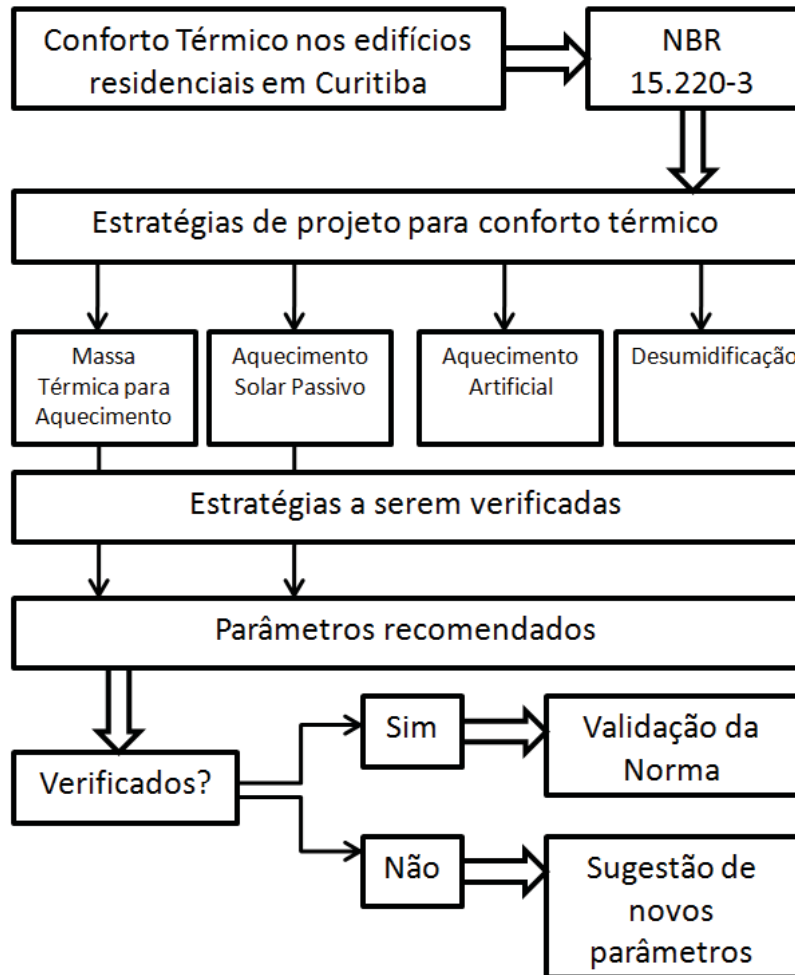 Conforto Térmico nos edifícios
residenciais em Curitiba
NBR
15.220-3
Estratégias de projeto para conforto térmico
Massa
Térmica para
Aquecimento
Aquecimento
Solar Passivo
Aquecimento
Artificial
Desumidificação
Estratégias a serem verificadas
Parâmetros recomendados
Verificados?
Sim
Validação da
Norma
Não
Sugestão de
novos
parâmetros